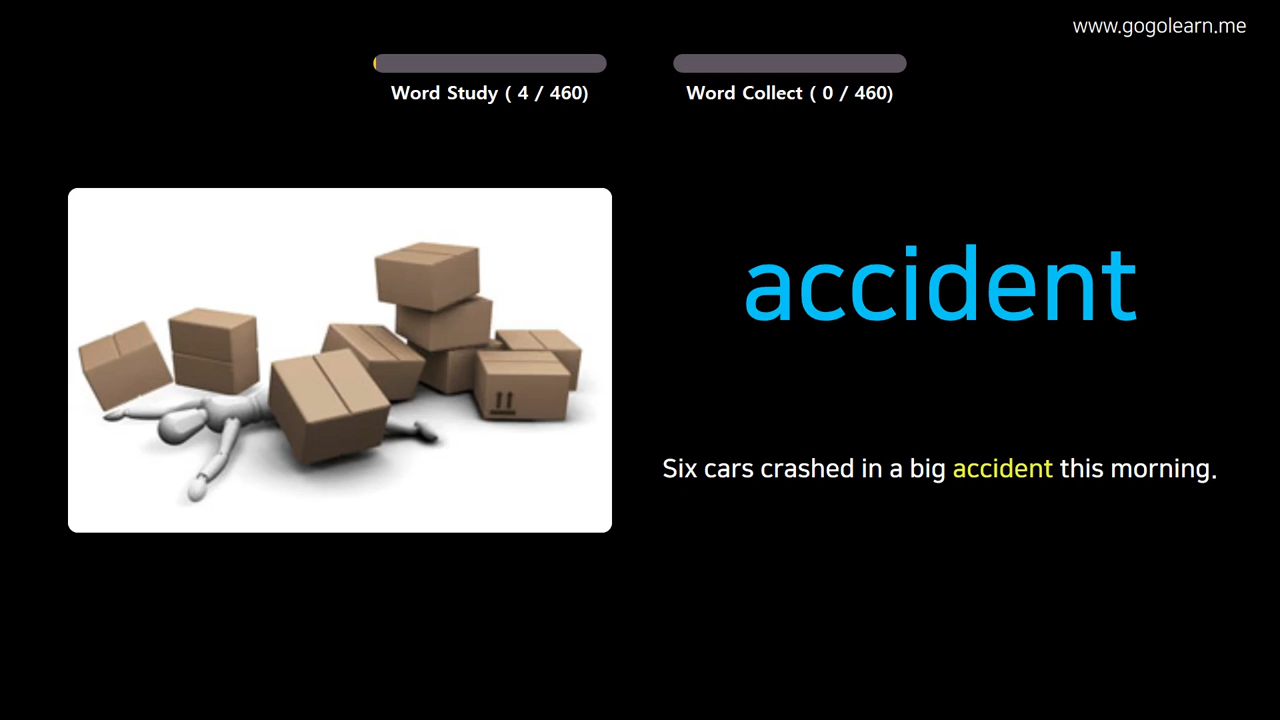 www.gogolearn.me
Word Study ( 4 / 460)
Word Collect ( 0 / 460)
accident
Six cars crashed in a big accident this morning.